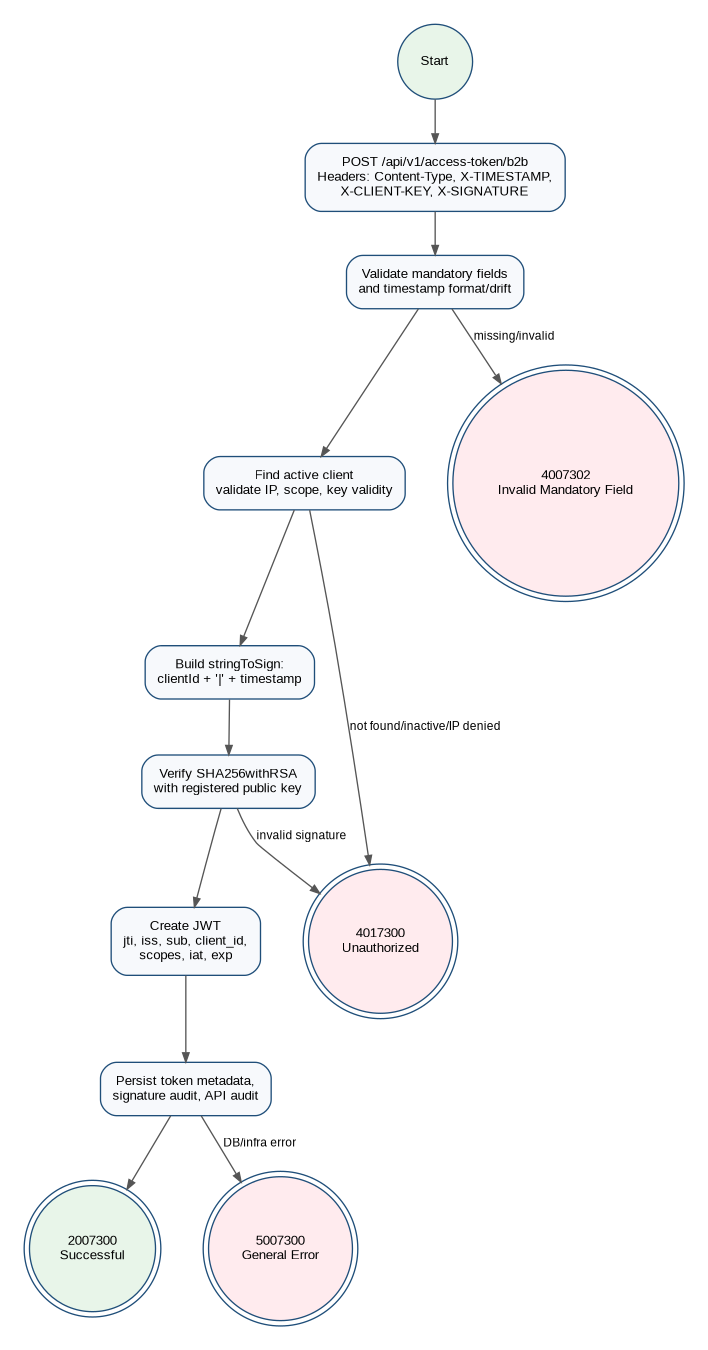 Start
POST /api/v1/access-token/b2b
Headers: Content-Type, X-TIMESTAMP,
X-CLIENT-KEY, X-SIGNATURE
Validate mandatory fields
and timestamp format/drift
missing/invalid
4007302
Invalid Mandatory Field
Find active client
validate IP, scope, key validity
Build stringToSign:
clientId + '|' + timestamp
not found/inactive/IP denied
Verify SHA256withRSA
with registered public key
invalid signature
Create JWT
jti, iss, sub, client_id,
scopes, iat, exp
4017300
Unauthorized
Persist token metadata,
signature audit, API audit
DB/infra error
2007300
Successful
5007300
General Error